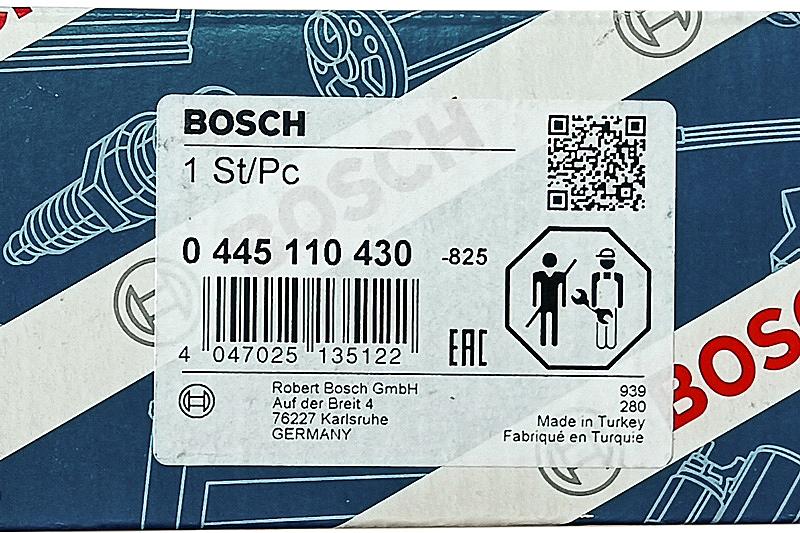 BOSCH
1 St/Pc
BOSCH
0 445 110 430 -825
4 047025 135122
EAC
Robert Bosch GmbH
Auf der Breit 4
76227 Karlsruhe
GERMANY
939
280
Made in Turkey
Fabriqué en Turquie
BOSC